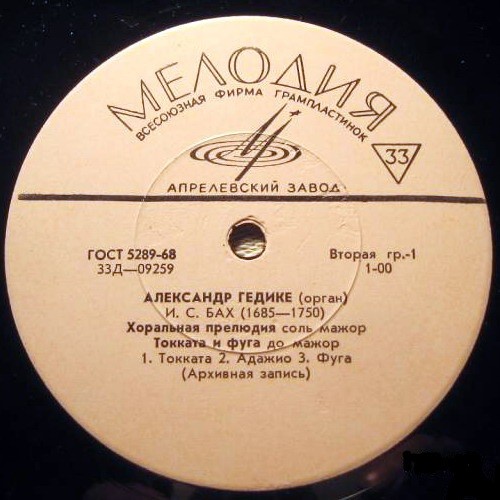 МЕЛОДИЯ
ВСЕСОЮЗНАЯ ФИРМА ГРАМПЛАСТИНОК
33
АПРЕЛЕВСКИЙ ЗАВОД
ГОСТ 5289-68
Вторая гр.-1
33Д—09259
1-00
АЛЕКСАНДР ГЕДИКЕ (орган)
И. С. БАХ (1685—1750)
Хоральная прелюдия соль мажор
Токката и фуга до мажор
1. Токката 2. Адажио 3. Фуга
(Архивная запись)